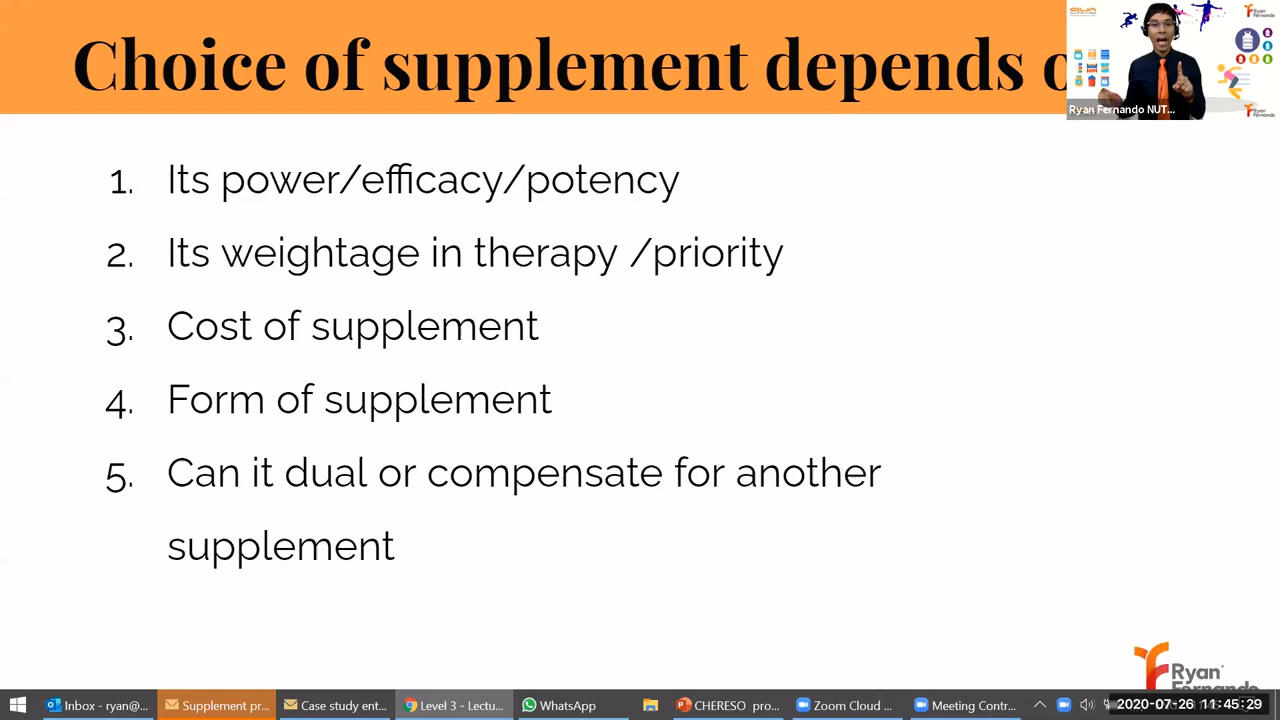 Choice of supplement depends o
Ryan Fernando
Ryan Fernando NUT...
1. Its power/efficacy/potency
2. Its weightage in therapy /priority
3. Cost of supplement
4. Form of supplement
5. Can it dual or compensate for another
supplement
Ryan
Fernando
Inbox - ryan@...
Supplement pr...
Case study ent...
Level 3 - Lectu...
WhatsApp
CHERESO pro...
Zoom Cloud ...
Meeting Contr...
2020-07-26 11:45:29